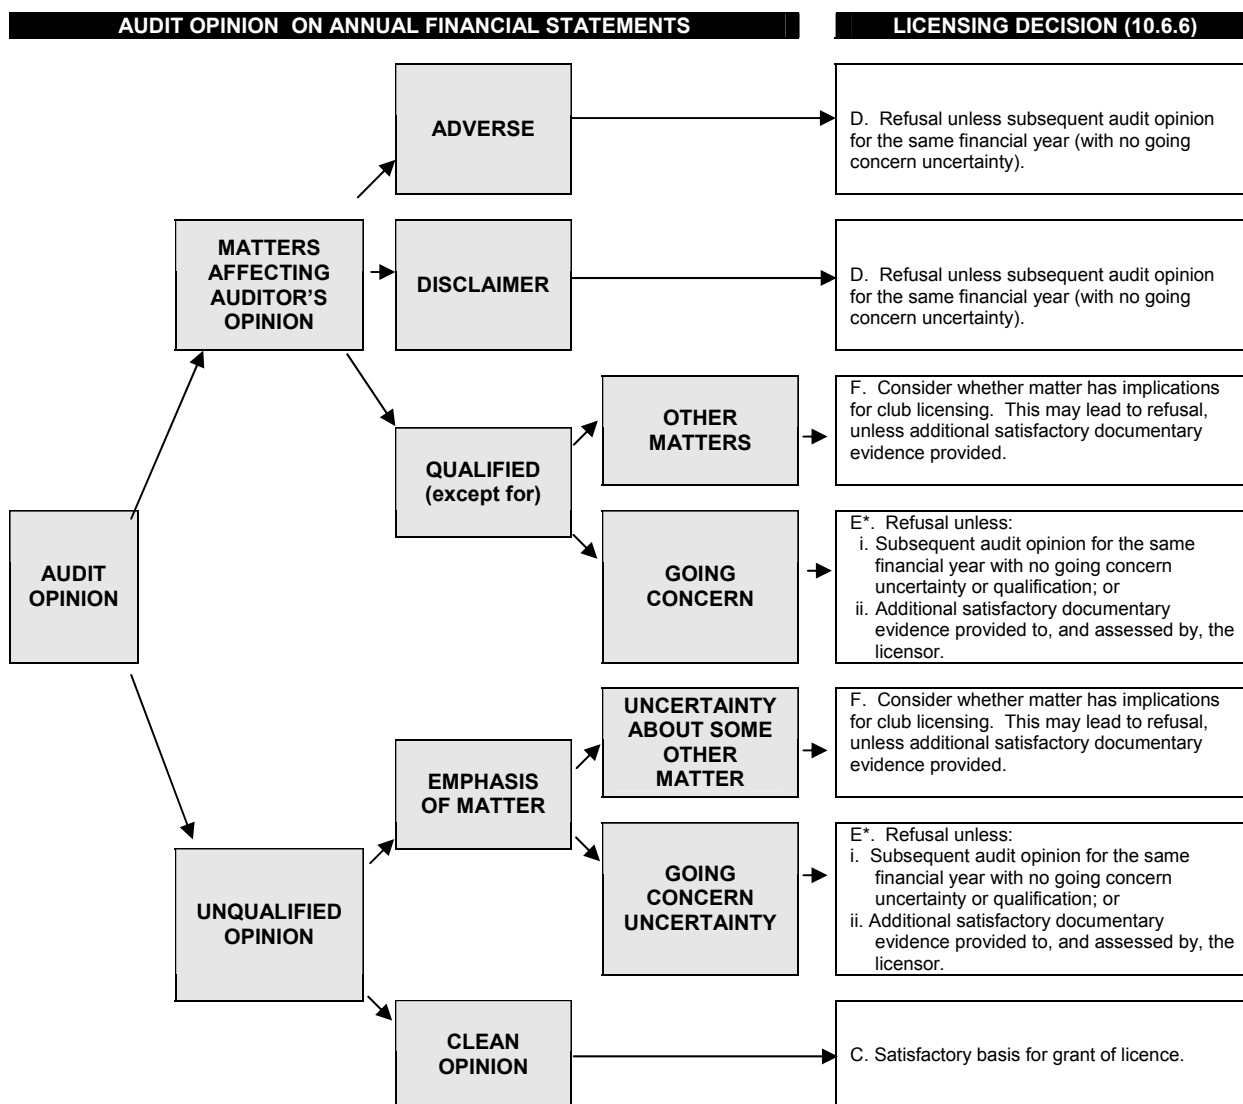 AUDIT OPINION  ON ANNUAL FINANCIAL STATEMENTS
LICENSING DECISION (10.6.6)
ADVERSE
D.  Refusal unless subsequent audit opinion
for the same financial year (with no going
concern uncertainty).
MATTERS
AFFECTING
AUDITOR'S
OPINION
DISCLAIMER
D.  Refusal unless subsequent audit opinion
for the same financial year (with no going
concern uncertainty).
QUALIFIED
(except for)
OTHER
MATTERS
F.  Consider whether matter has implications
for club licensing.  This may lead to refusal,
unless additional satisfactory documentary
evidence provided.
AUDIT
OPINION
GOING
CONCERN
E*.  Refusal unless:
i. Subsequent audit opinion for the same
financial year with no going concern
uncertainty or qualification; or
ii. Additional satisfactory documentary
evidence provided to, and assessed by, the
licensor.
EMPHASIS
OF MATTER
UNCERTAINTY
ABOUT SOME
OTHER
MATTER
F.  Consider whether matter has implications
for club licensing.  This may lead to refusal,
unless additional satisfactory documentary
evidence provided.
UNQUALIFIED
OPINION
GOING
CONCERN
UNCERTAINTY
E*.  Refusal unless:
i.  Subsequent audit opinion for the same
financial year with no going concern
uncertainty or qualification; or
ii. Additional satisfactory documentary
evidence provided to, and assessed by, the
licensor.
CLEAN
OPINION
C. Satisfactory basis for grant of licence.